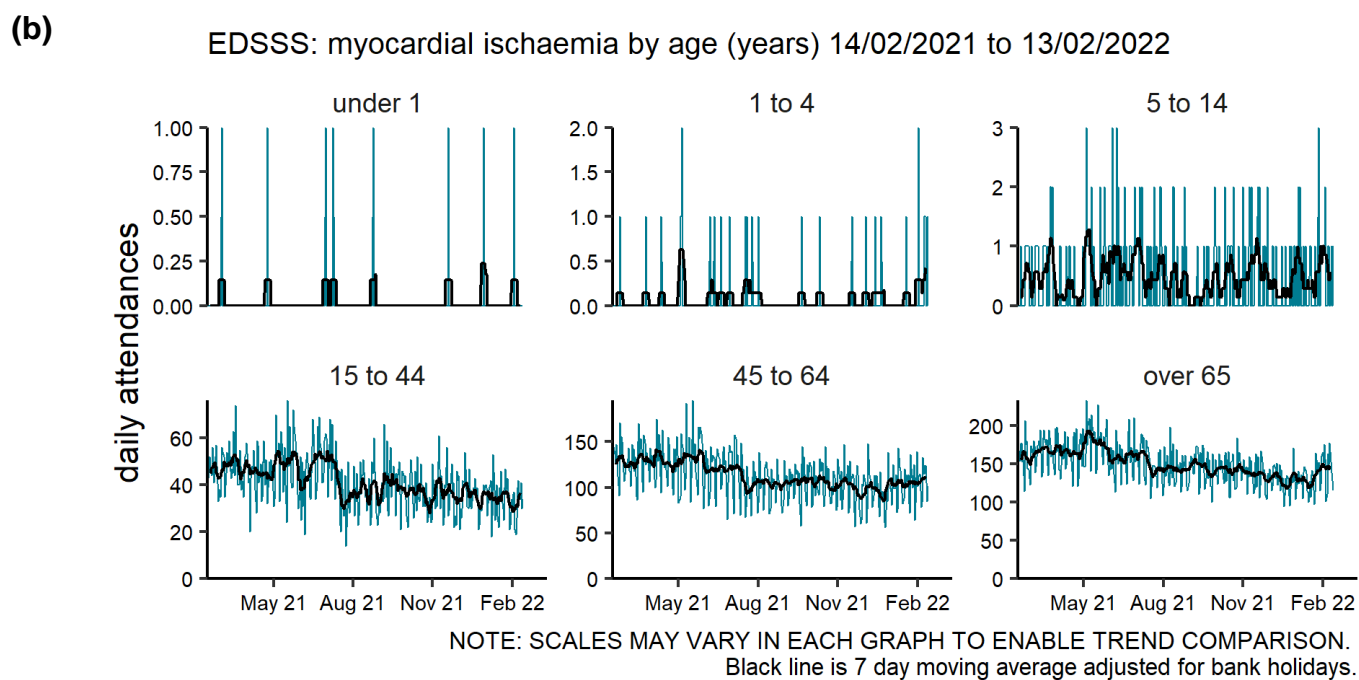 (b)
EDSSS: myocardial ischaemia by age (years) 14/02/2021 to 13/02/2022
daily attendances
under 1
1.00
0.75
0.50
0.25
0.00
1 to 4
2.0
1.5
1.0
0.5
0.0
5 to 14
3
2
1
0
15 to 44
60
40
20
0
May 21 Aug 21 Nov 21 Feb 22
45 to 64
150
100
50
0
May 21 Aug 21 Nov 21 Feb 22
over 65
200
150
100
50
0
May 21 Aug 21 Nov 21 Feb 22
NOTE: SCALES MAY VARY IN EACH GRAPH TO ENABLE TREND COMPARISON.
Black line is 7 day moving average adjusted for bank holidays.